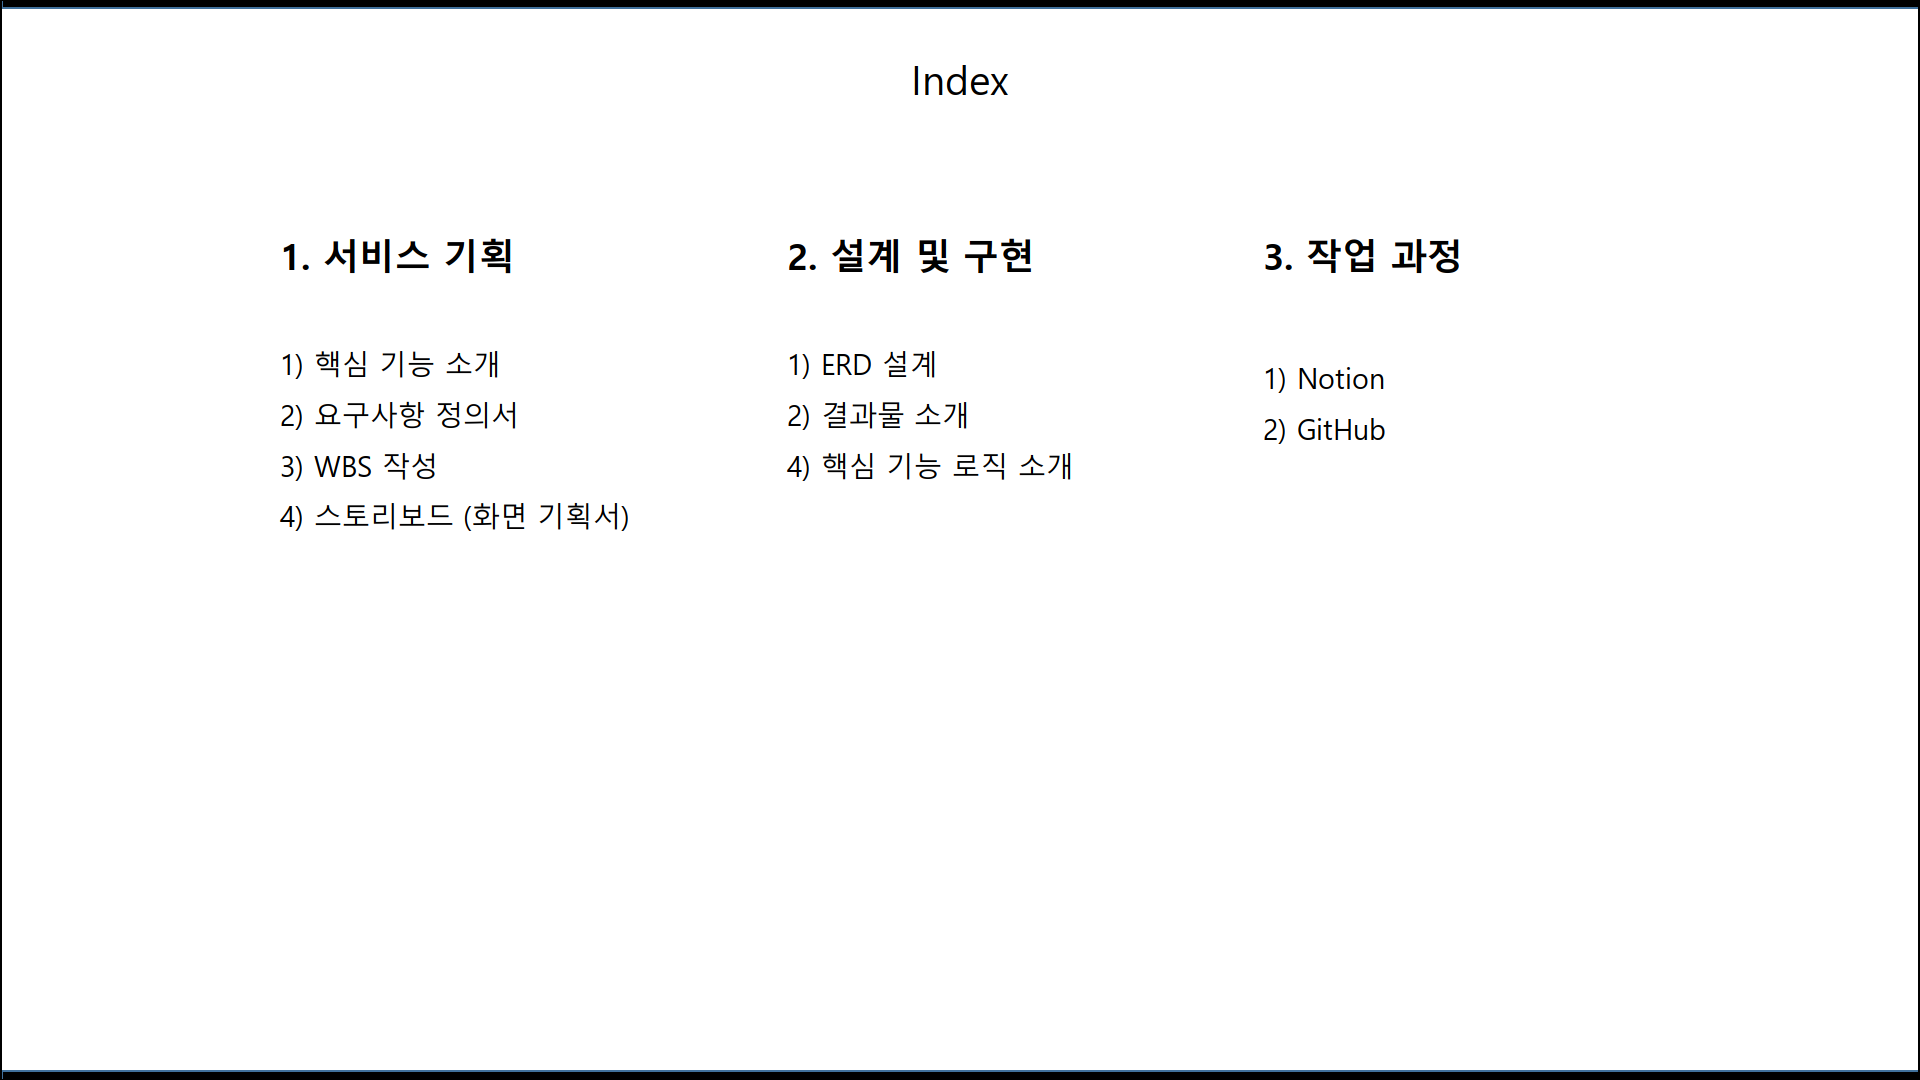 Index
1. 서비스 기획
1) 핵심 기능 소개
2) 요구사항 정의서
3) WBS 작성
4) 스토리보드 (화면 기획서)
2. 설계 및 구현
1) ERD 설계
2) 결과물 소개
4) 핵심 기능 로직 소개
3. 작업 과정
1) Notion
2) GitHub